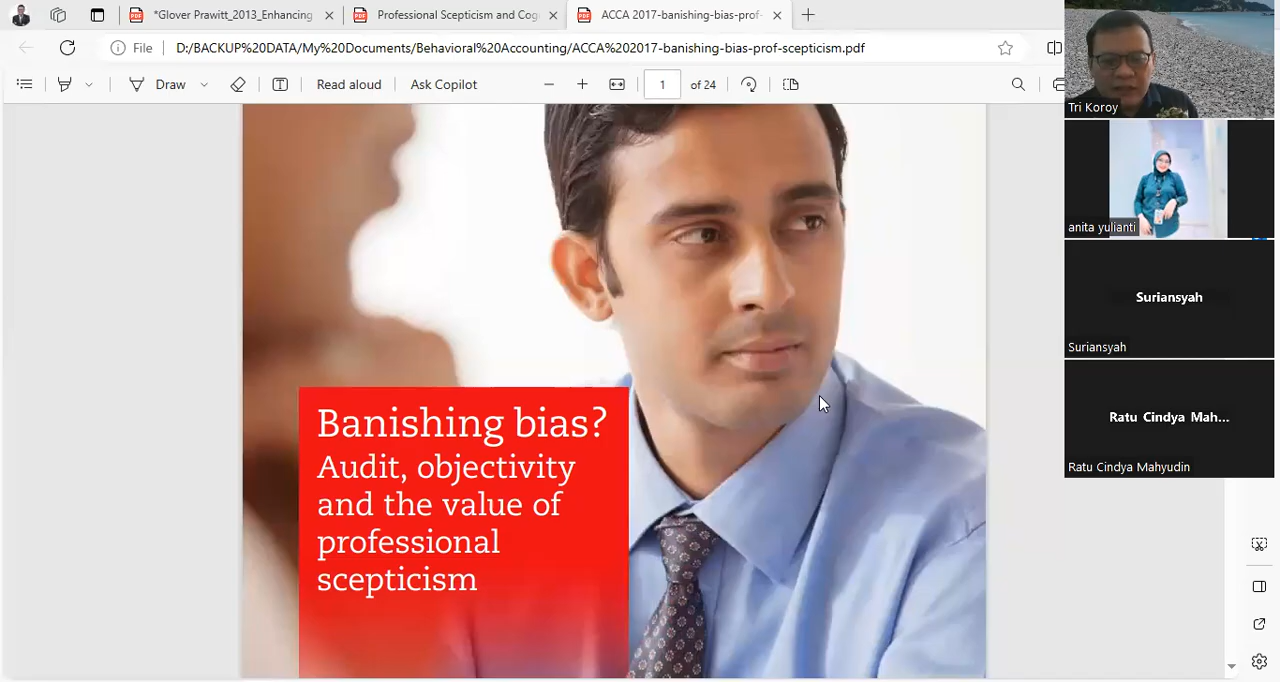 *Glover Prawitt_2013_Enhancing
Professional Scepticism and Cog
ACCA 2017-banishing-bias-prof-
File
D:/BACKUP%20DATA/My%20Documents/Behavioral%20Accounting/ACCA%202017-banishing-bias-prof-scepticism.pdf
Draw
Read aloud
Ask Copilot
1
of 24
Banishing bias?
Audit, objectivity
and the value of
professional
scepticism
Tri Koroy
anita yulianti
Suriansyah
Suriansyah
Ratu Cindya Mah...
Ratu Cindya Mahyudin